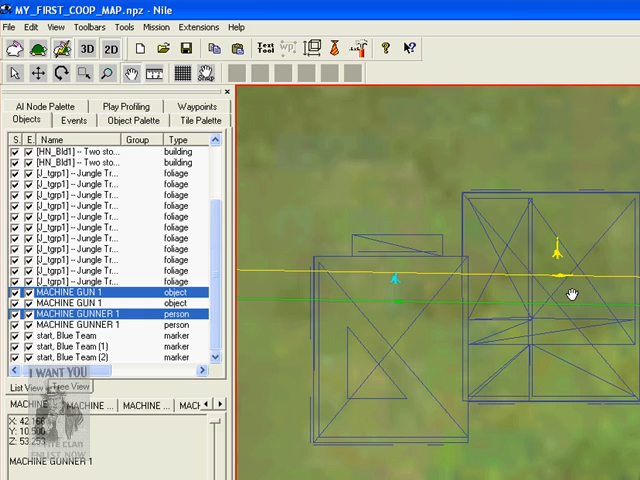 MY_FIRST_COOP_MAP.npz - Nile
File Edit View Toolbars Tools Mission Extensions Help
3D 2D Text Tool wp
Snap
AI Node Palette Play Profiling Waypoints
Objects Events Object Palette Tile Palette
S. E. Name Group Type
[HN_Bld1] -- Two sto... building
[HN_Bld1] -- Two sto... building
[J_tgrp1] -- Jungle Tr... foliage
[J_tgrp1] -- Jungle Tr... foliage
[J_tgrp1] -- Jungle Tr... foliage
[J_tgrp1] -- Jungle Tr... foliage
[J_tgrp1] -- Jungle Tr... foliage
[J_tgrp1] -- Jungle Tr... foliage
[J_tgrp1] -- Jungle Tr... foliage
[J_tgrp1] -- Jungle Tr... foliage
[J_tgrp1] -- Jungle Tr... foliage
[J_tgrp1] -- Jungle Tr... foliage
[J_tgrp1] -- Jungle Tr... foliage
MACHINE GUN 1 object
MACHINE GUN 1 object
MACHINE GUNNER 1 person
MACHINE GUNNER 1 person
start, Blue Team marker
start, Blue Team (1) marker
start, Blue Team (2) marker
I WANT YOU
List View Tree View
MACHINE MACHINE ... MACHINE ... MACH
X: 42.166
Y: 10.500
Z: 53.253
CLAN
ENLIST NOW
MACHINE GUNNER 1